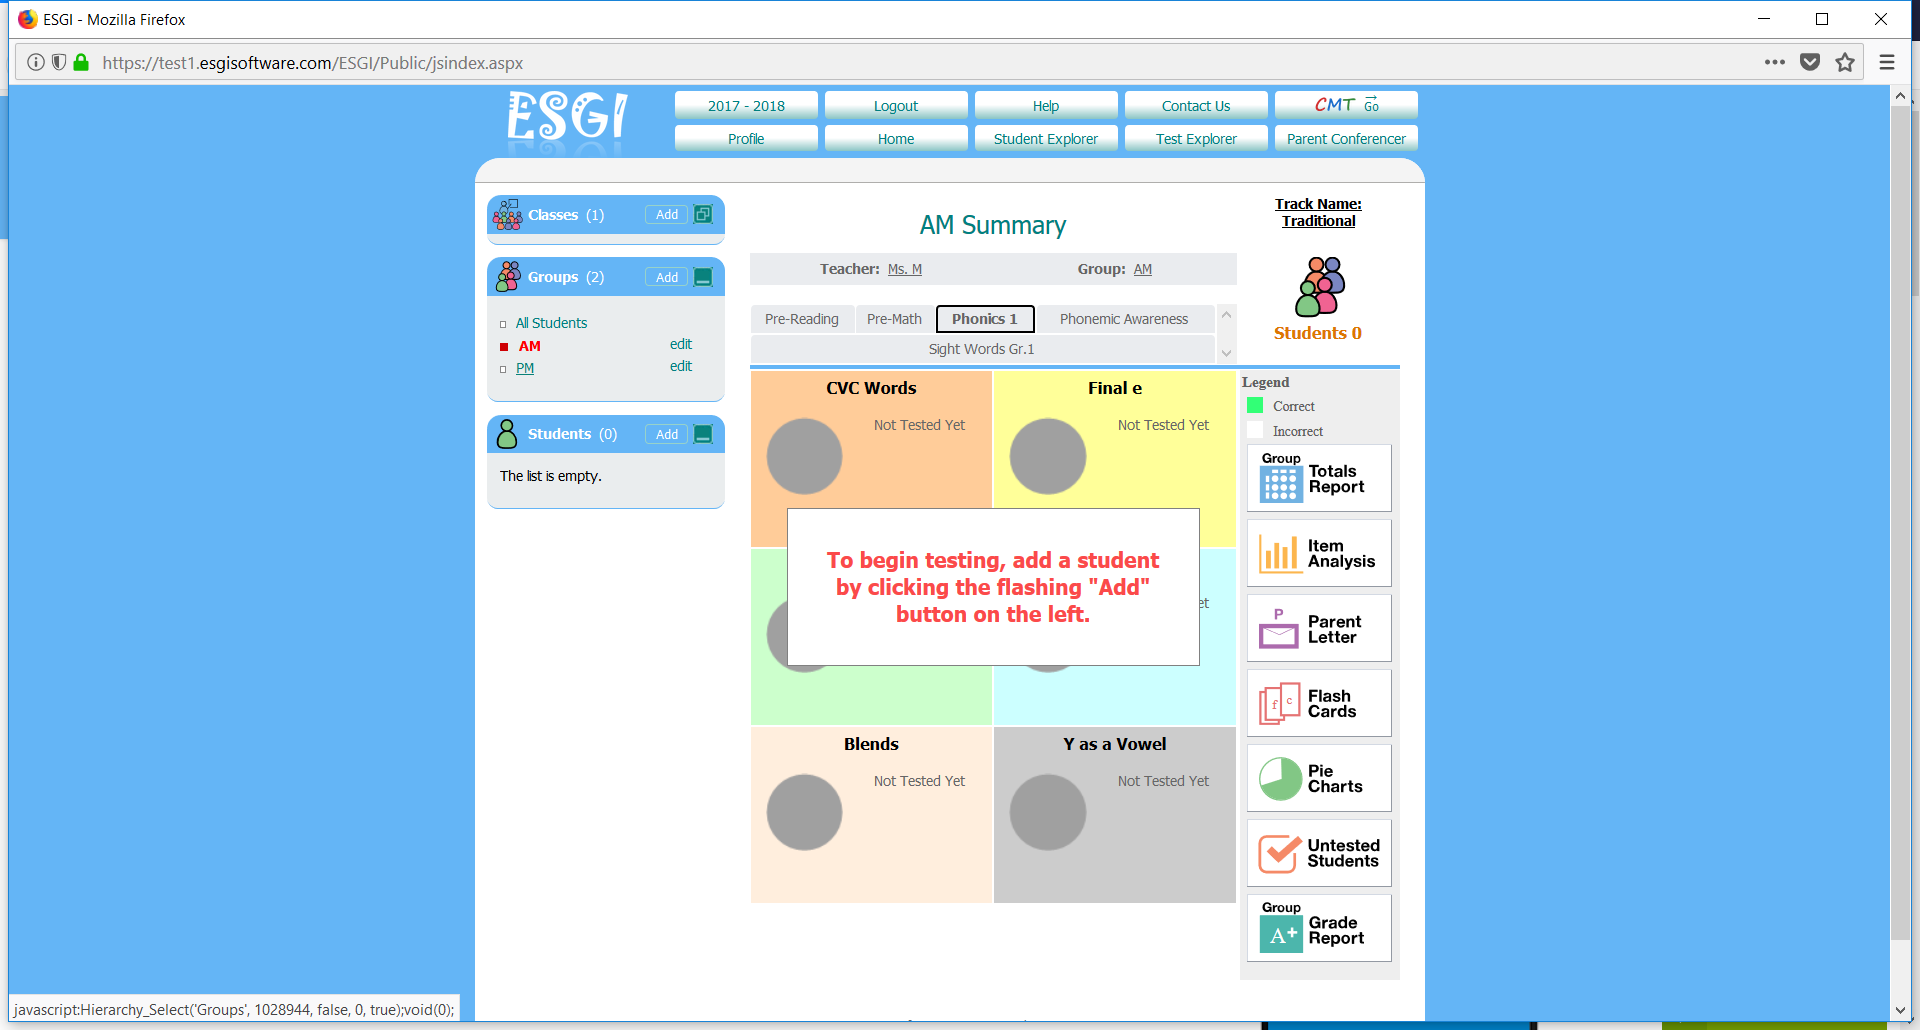 ESGI - Mozilla Firefox
https://test1.esgisoftware.com/ESGI/Public/jsindex.aspx
ESGI
2017 - 2018
Logout
Help
Contact Us
CMT Go
Profile
Home
Student Explorer
Test Explorer
Parent Conferencer
Classes (1)
Add
Groups (2)
Add
All Students
AM
edit
PM
edit
Students (0)
Add
The list is empty.
AM Summary
Teacher: Ms. M
Group: AM
Pre-Reading
Pre-Math
Phonics 1
Phonemic Awareness
Sight Words Gr.1
Track Name:
Traditional
Students 0
CVC Words
Not Tested Yet
Final e
Not Tested Yet
To begin testing, add a student
by clicking the flashing "Add"
button on the left.
et
Blends
Not Tested Yet
Y as a Vowel
Not Tested Yet
Legend
Correct
Incorrect
Group
Totals
Report
Item
Analysis
P
Parent
Letter
f c
Flash
Cards
Pie
Charts
Untested
Students
Group
A+
Grade
Report
javascript:Hierarchy_Select('Groups', 1028944, false, 0, true);void(0);